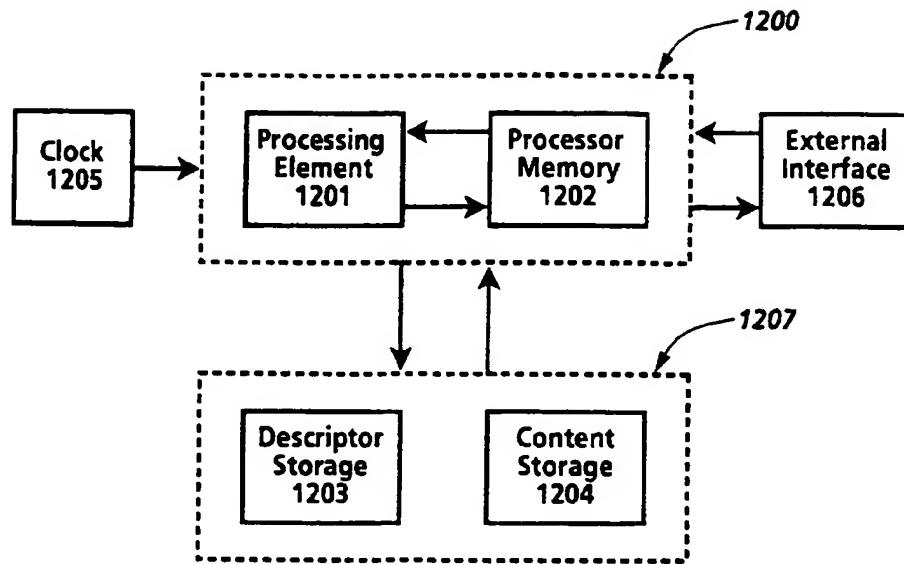 1200
Clock
1205
Processing
Element
1201
Processor
Memory
1202
External
Interface
1206
1207
Descriptor
Storage
1203
Content
Storage
1204